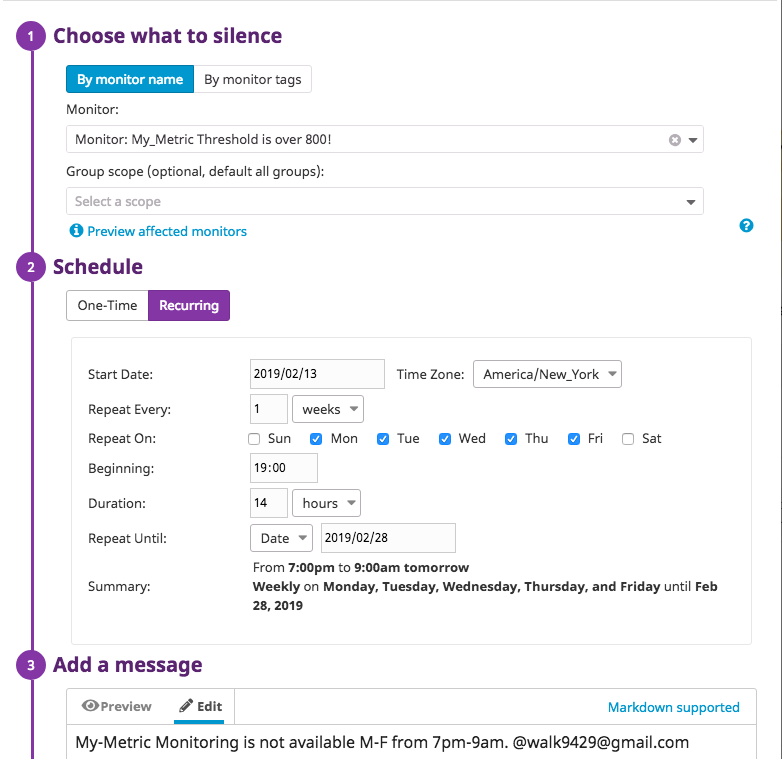 1 Choose what to silence
By monitor name By monitor tags
Monitor:
Monitor: My_Metric Threshold is over 800!
Group scope (optional, default all groups):
Select a scope
Preview affected monitors
?
2 Schedule
One-Time Recurring
Start Date: 2019/02/13 Time Zone: America/New_York
Repeat Every: 1 weeks
Repeat On: Sun Mon Tue Wed Thu Fri Sat
Beginning: 19:00
Duration: 14 hours
Repeat Until: Date 2019/02/28
From 7:00pm to 9:00am tomorrow
Summary: Weekly on Monday, Tuesday, Wednesday, Thursday, and Friday until Feb
28, 2019
3 Add a message
Preview Edit Markdown supported
My-Metric Monitoring is not available M-F from 7pm-9am. @walk9429@gmail.com